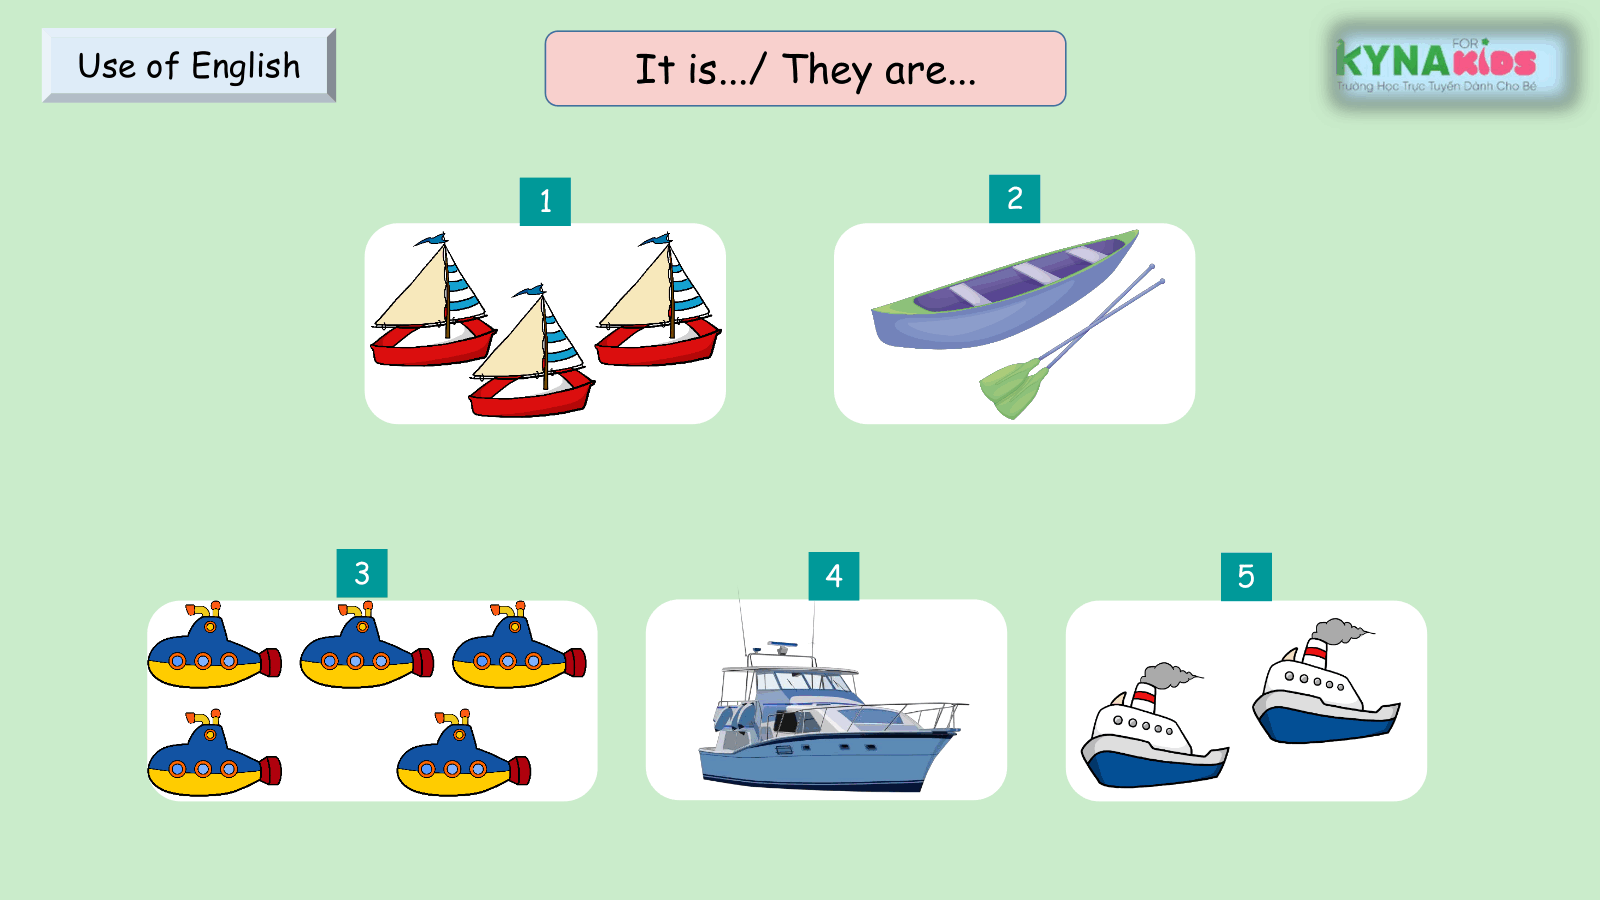 Use of English
It is.../ They are...
FOR
KYNA KIDS
Trường Học Trực Tuyến Dành Cho Bé
1
2
3
4
5